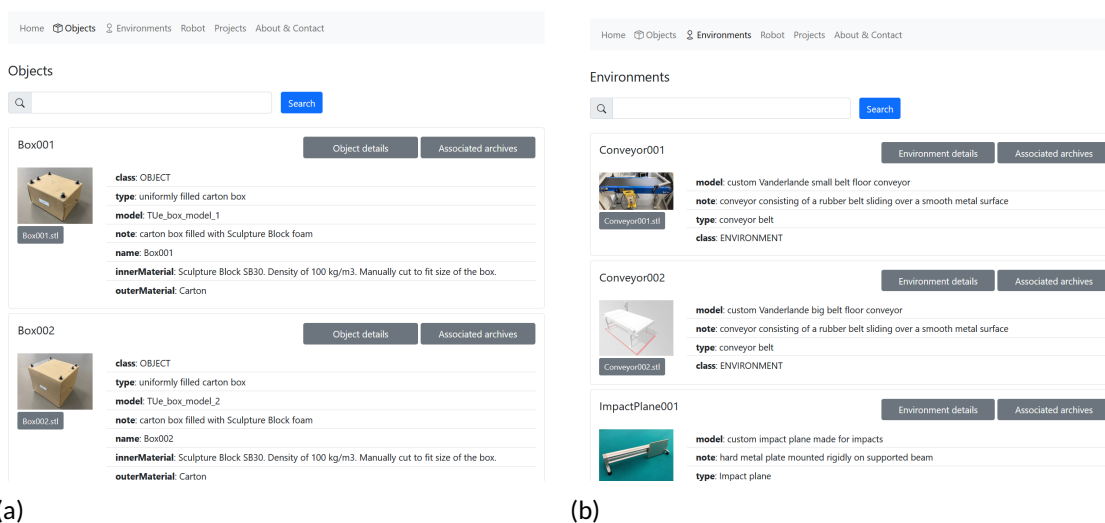 Home Objects Environments Robot Projects About & Contact
Objects
Search
Box001
Object details Associated archives
Box001.stl
class: OBJECT
type: uniformly filled carton box
model: TUe_box_model_1
note: carton box filled with Sculpture Block foam
name: Box001
innerMaterial: Sculpture Block SB30. Density of 100 kg/m3. Manually cut to fit size of the box.
outerMaterial: Carton
Box002
Object details Associated archives
Box002.stl
class: OBJECT
type: uniformly filled carton box
model: TUe_box_model_2
note: carton box filled with Sculpture Block foam
name: Box002
innerMaterial: Sculpture Block SB30. Density of 100 kg/m3. Manually cut to fit size of the box.
outerMaterial: Carton
(a)
Home Objects Environments Robot Projects About & Contact
Environments
Search
Conveyor001
Environment details Associated archives
Conveyor001.stl
model: custom Vanderlande small belt floor conveyor
note: conveyor consisting of a rubber belt sliding over a smooth metal surface
type: conveyor belt
class: ENVIRONMENT
Conveyor002
Environment details Associated archives
Conveyor002.stl
model: custom Vanderlande big belt floor conveyor
note: conveyor consisting of a rubber belt sliding over a smooth metal surface
type: conveyor belt
class: ENVIRONMENT
ImpactPlane001
Environment details Associated archives
model: custom impact plane made for impacts
note: hard metal plate mounted rigidly on supported beam
type: Impact plane
(b)